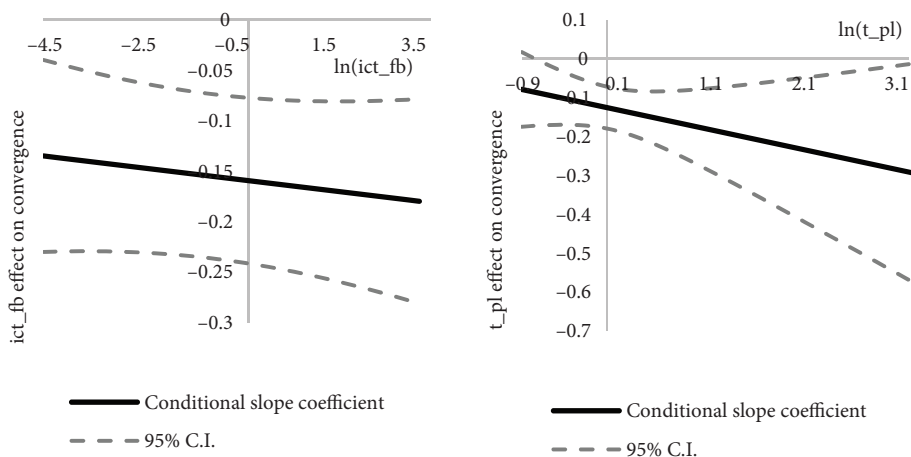 0
−4.5 −2.5 −0.5 1.5 3.5
ln(ict_fb)
−0.05
−0.1
−0.15
−0.2
−0.25
−0.3
ict_fb effect on convergence
Conditional slope coefficient
95% C.I.
0.1
ln(t_pl)
0
−0.9 0.1 1.1 2.1 3.1
−0.1
−0.2
−0.3
−0.4
−0.5
−0.6
−0.7
t_pl effect on convergence
Conditional slope coefficient
95% C.I.